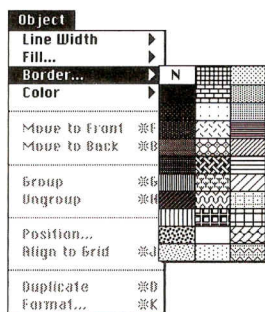 Object
Line Width
Fill...
Border...
N
Color
Move to Front ⌘F
Move to Back ⌘B
Group ⌘G
Ungroup ⌘H
Position...
Align to Grid ⌘J
Duplicate ⌘D
Format... ⌘K